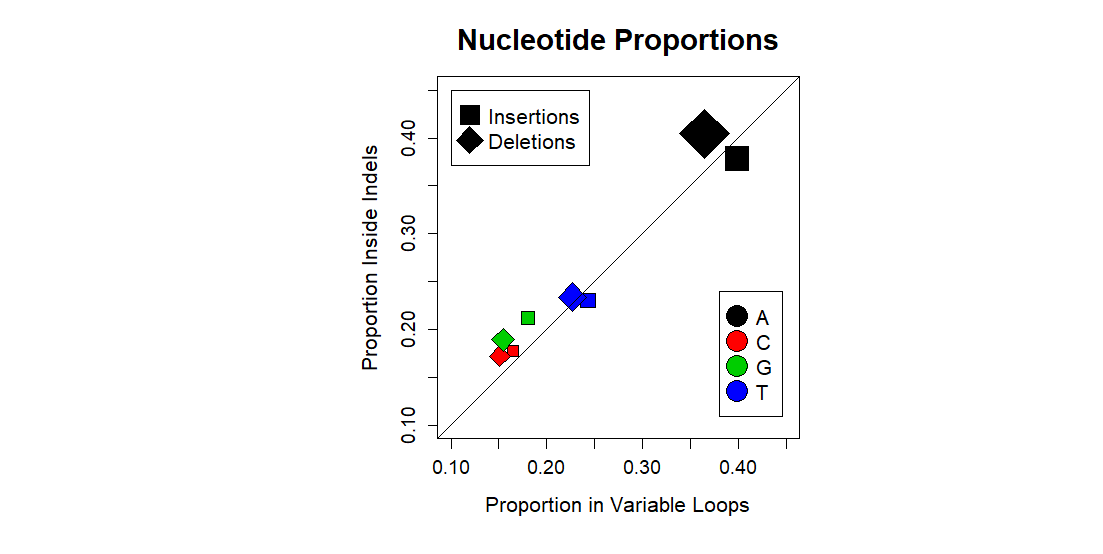 Nucleotide Proportions
Insertions
Deletions
Proportion Inside Indels
0.40
0.30
0.20
0.10
A
C
G
T
0.10 0.20 0.30 0.40
Proportion in Variable Loops